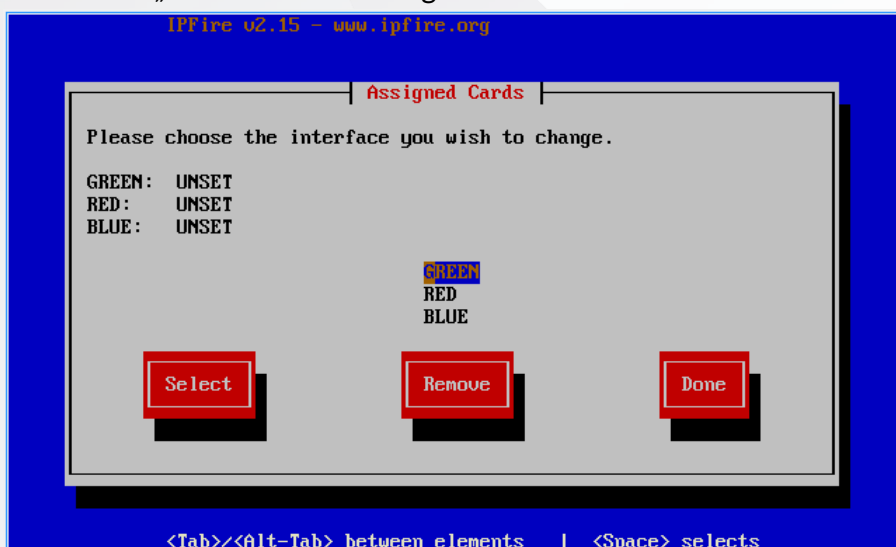 IPFire v2.15 - www.ipfire.org
Assigned Cards
Please choose the interface you wish to change.
GREEN: UNSET
RED: UNSET
BLUE: UNSET
GREEN
RED
BLUE
Select Remove Done
<Tab>/<Alt-Tab> between elements | <Space> selects